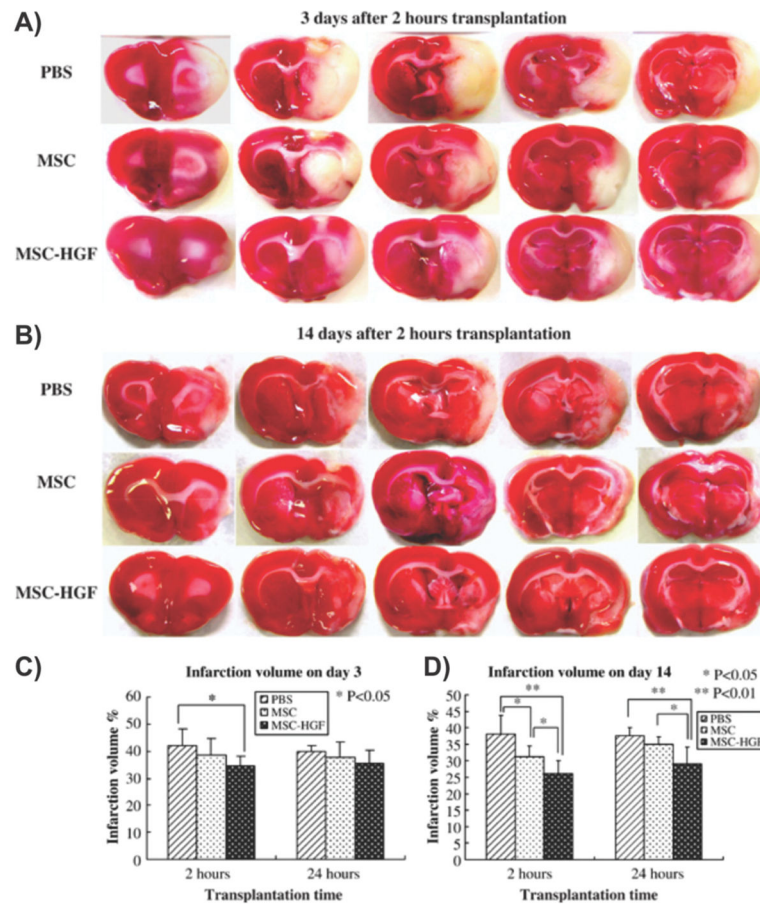 A)
3 days after 2 hours transplantation
PBS
MSC
MSC-HGF
B)
14 days after 2 hours transplantation
PBS
MSC
MSC-HGF
C)
Infarction volume on day 3
* P<0.05
PBS
MSC
MSC-HGF
*
Infarction volume %
60
50
40
30
20
10
0
2 hours
24 hours
Transplantation time
D)
Infarction volume on day 14
* P<0.05
** P<0.01
PBS
MSC
MSC-HGF
**
*
*
**
*
Infarction volume %
50
45
40
35
30
25
20
15
10
5
0
2 hours
24 hours
Transplantation time